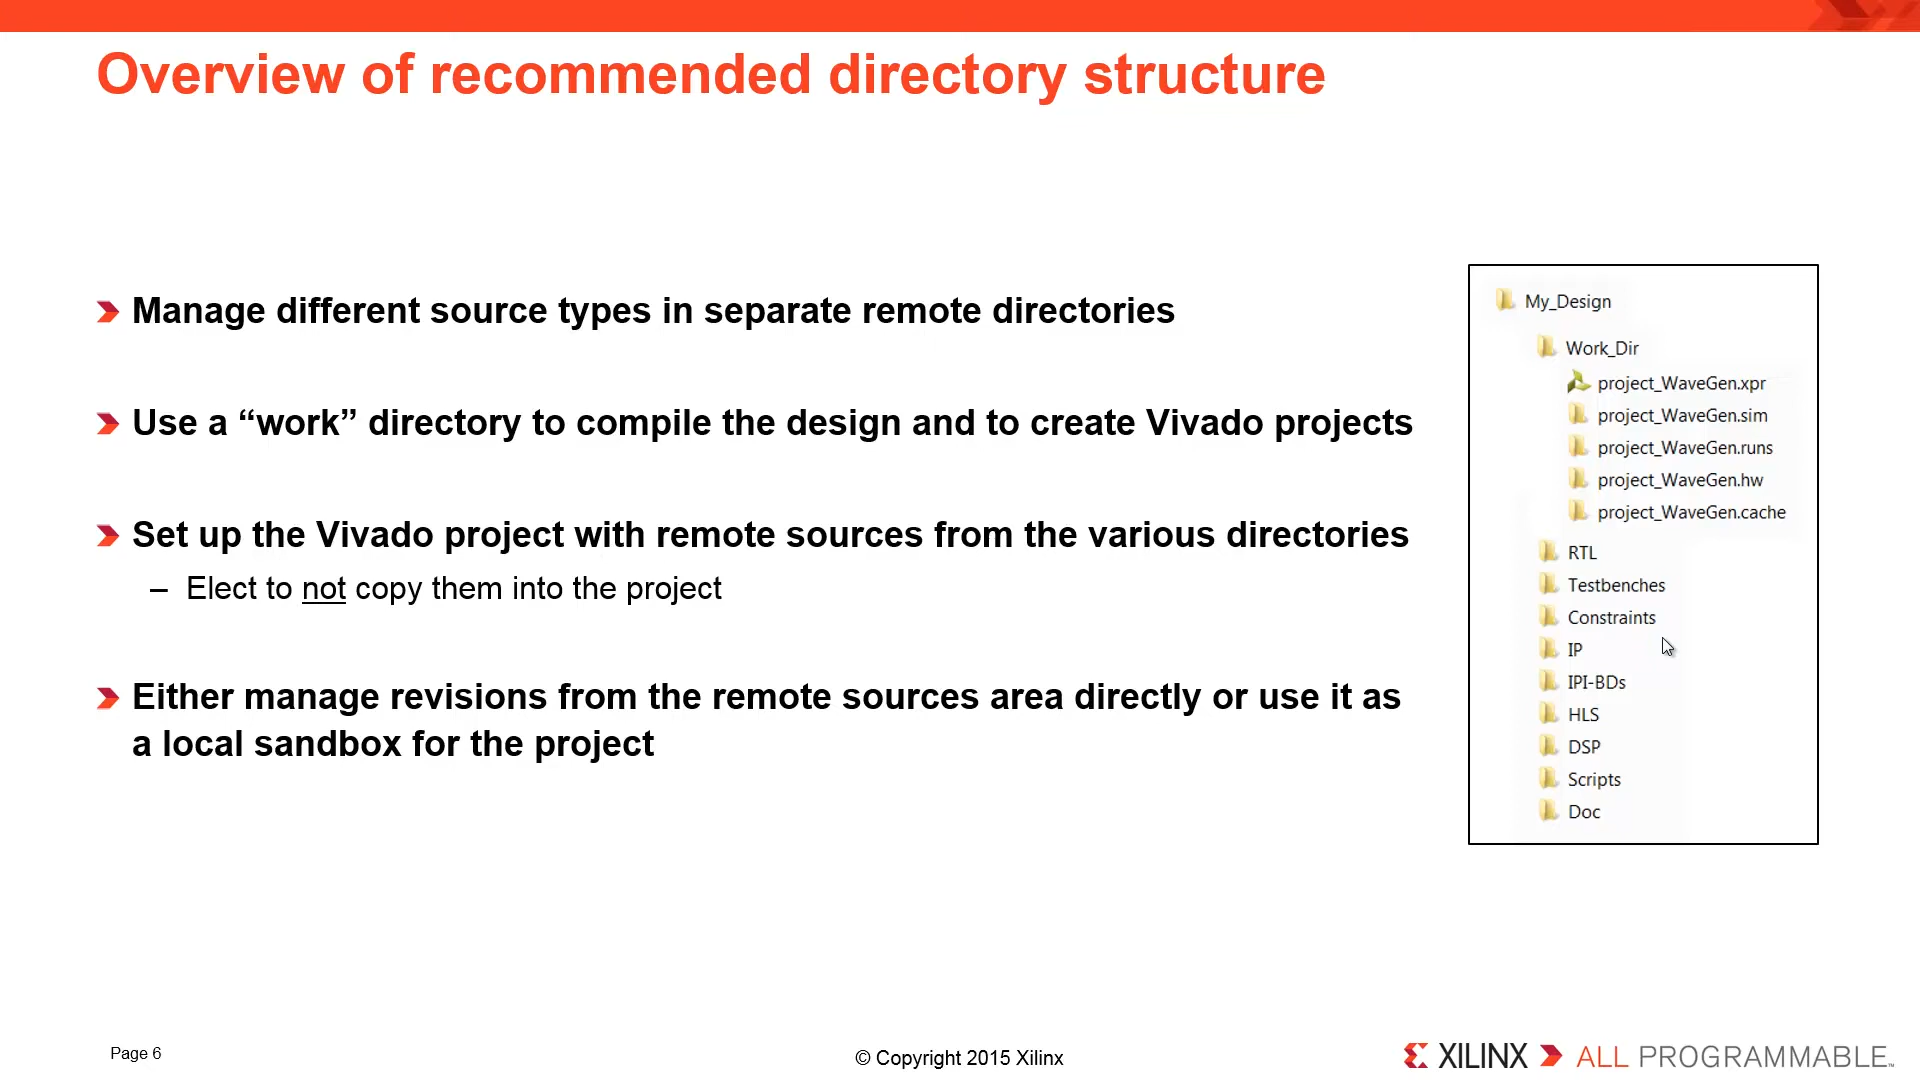 Overview of recommended directory structure
Manage different source types in separate remote directories
Use a “work” directory to compile the design and to create Vivado projects
Set up the Vivado project with remote sources from the various directories
– Elect to not copy them into the project
Either manage revisions from the remote sources area directly or use it as
a local sandbox for the project
My_Design
Work_Dir
project_WaveGen.xpr
project_WaveGen.sim
project_WaveGen.runs
project_WaveGen.hw
project_WaveGen.cache
RTL
Testbenches
Constraints
IP
IPI-BDs
HLS
DSP
Scripts
Doc
Page 6
© Copyright 2015 Xilinx
XILINX ALL PROGRAMMABLE™